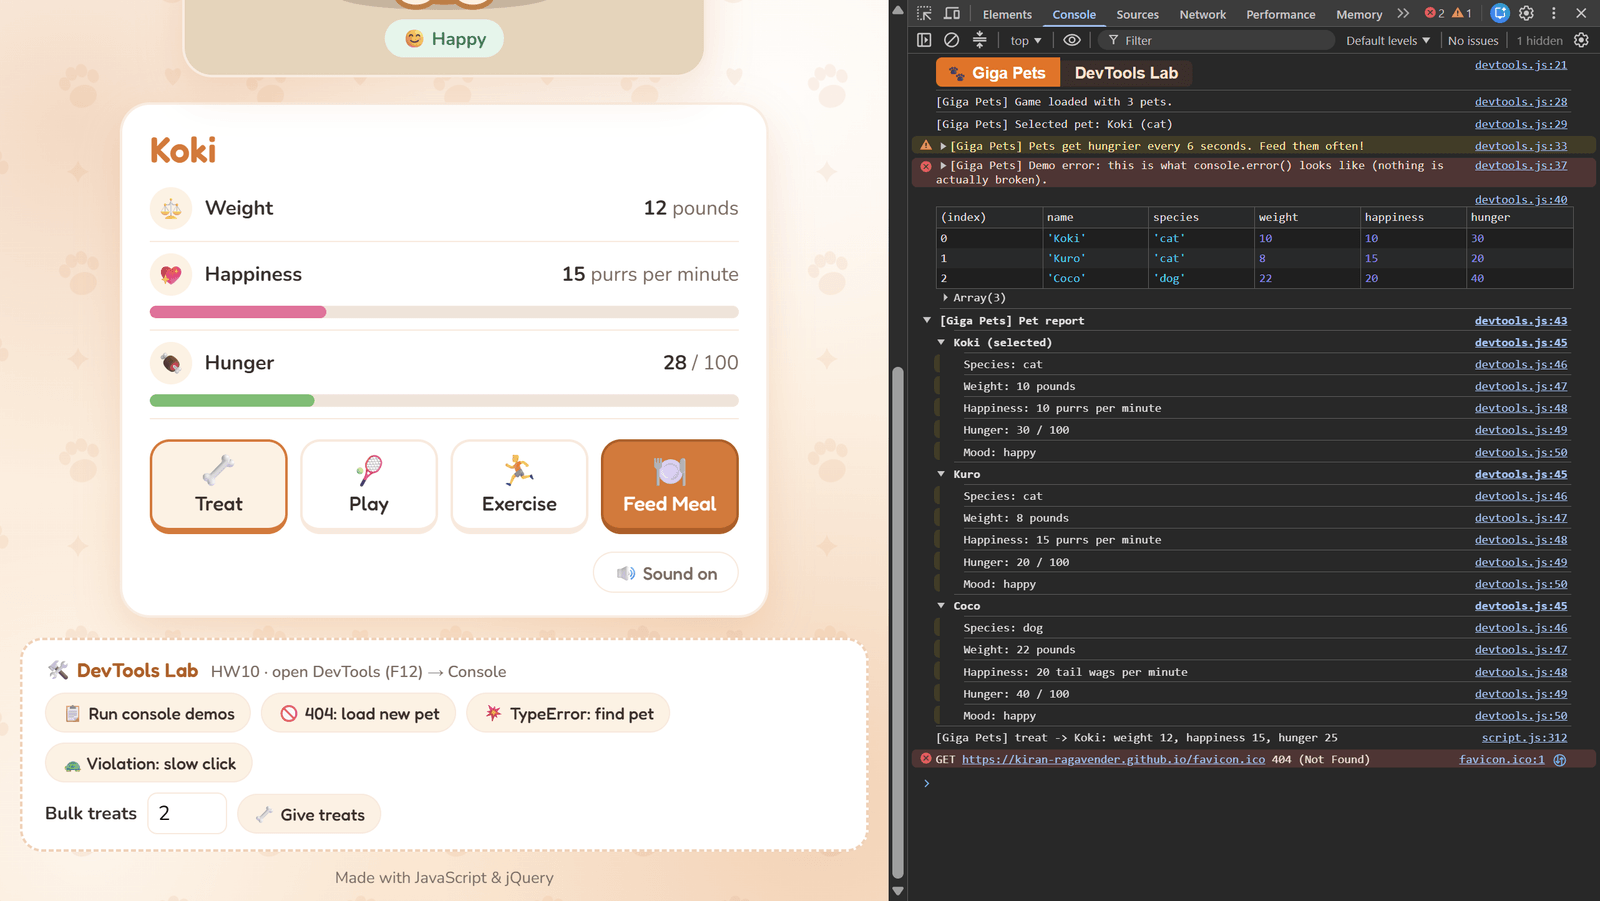 Happy
Koki
Weight
12 pounds
Happiness
15 purrs per minute
Hunger
28 / 100
Treat
Play
Exercise
Feed Meal
Sound on
DevTools Lab HW10 · open DevTools (F12) → Console
Run console demos
404: load new pet
TypeError: find pet
Violation: slow click
Bulk treats 2 Give treats
Made with JavaScript & jQuery
Elements Console Sources Network Performance Memory 2 1
top Filter Default levels No issues 1 hidden
Giga Pets DevTools Lab devtools.js:21
[Giga Pets] Game loaded with 3 pets. devtools.js:28
[Giga Pets] Selected pet: Koki (cat) devtools.js:29
[Giga Pets] Pets get hungrier every 6 seconds. Feed them often! devtools.js:33
[Giga Pets] Demo error: this is what console.error() looks like (nothing is devtools.js:37
actually broken).
devtools.js:40
(index) name species weight happiness hunger
0 'Koki' 'cat' 10 10 30
1 'Kuro' 'cat' 8 15 20
2 'Coco' 'dog' 22 20 40
Array(3)
[Giga Pets] Pet report devtools.js:43
Koki (selected) devtools.js:45
Species: cat devtools.js:46
Weight: 10 pounds devtools.js:47
Happiness: 10 purrs per minute devtools.js:48
Hunger: 30 / 100 devtools.js:49
Mood: happy devtools.js:50
Kuro devtools.js:45
Species: cat devtools.js:46
Weight: 8 pounds devtools.js:47
Happiness: 15 purrs per minute devtools.js:48
Hunger: 20 / 100 devtools.js:49
Mood: happy devtools.js:50
Coco devtools.js:45
Species: dog devtools.js:46
Weight: 22 pounds devtools.js:47
Happiness: 20 tail wags per minute devtools.js:48
Hunger: 40 / 100 devtools.js:49
Mood: happy devtools.js:50
[Giga Pets] treat -> Koki: weight 12, happiness 15, hunger 25 script.js:312
GET https://kiran-ragavender.github.io/favicon.ico 404 (Not Found) favicon.ico:1